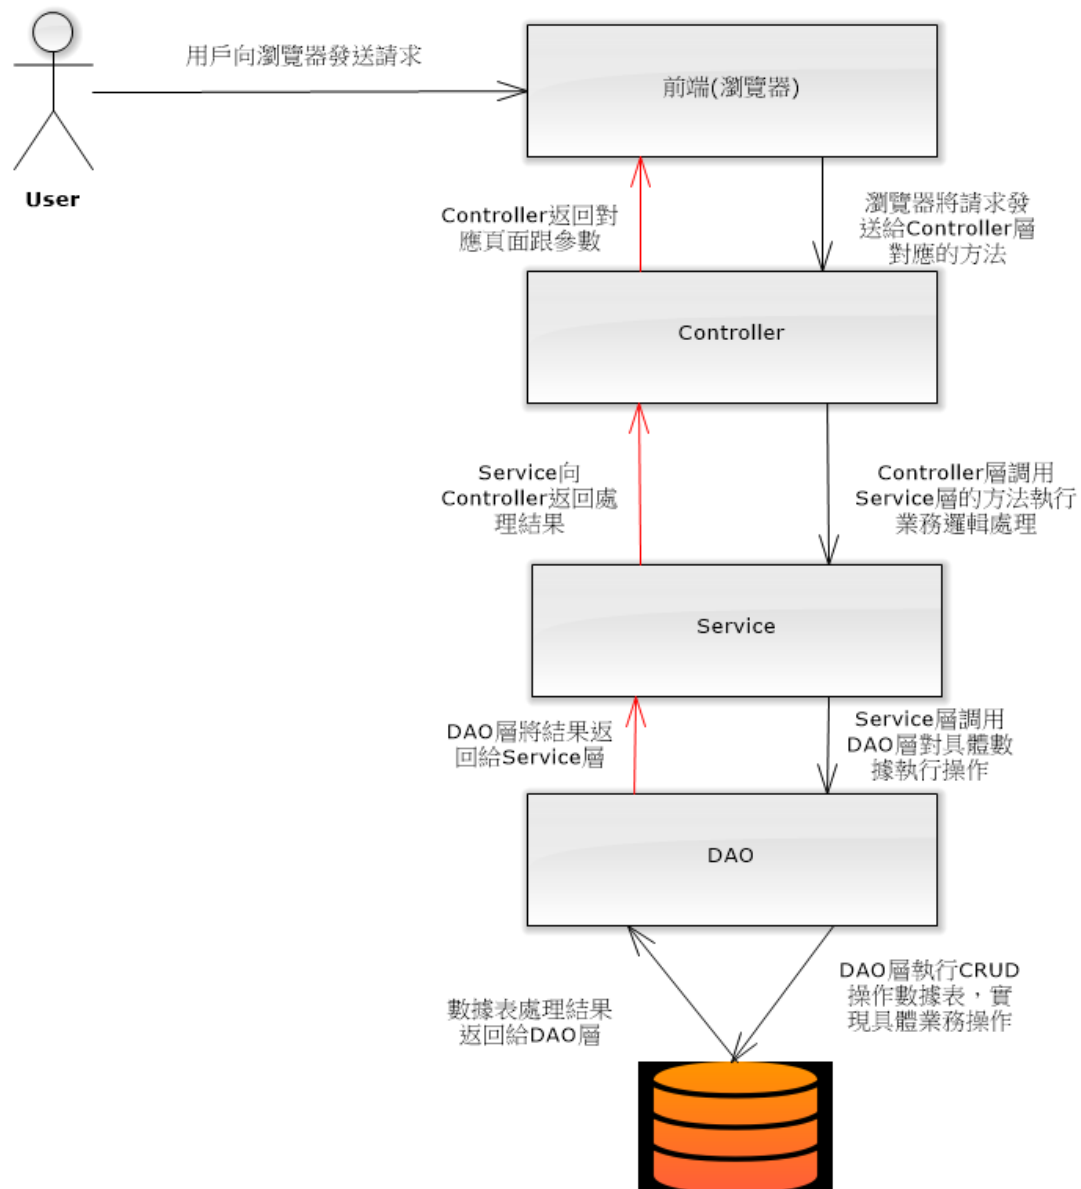 用戶向瀏覽器發送請求
前端(瀏覽器)
User
Controller返回對
應頁面跟參數
瀏覽器將請求發
送給Controller層
對應的方法
Controller
Service向
Controller返回處
理結果
Controller層調用
Service層的方法執行
業務邏輯處理
Service
DAO層將結果返
回給Service層
Service層調用
DAO層對具體數
據執行操作
DAO
數據表處理結果
返回給DAO層
DAO層執行CRUD
操作數據表，實
現具體業務操作